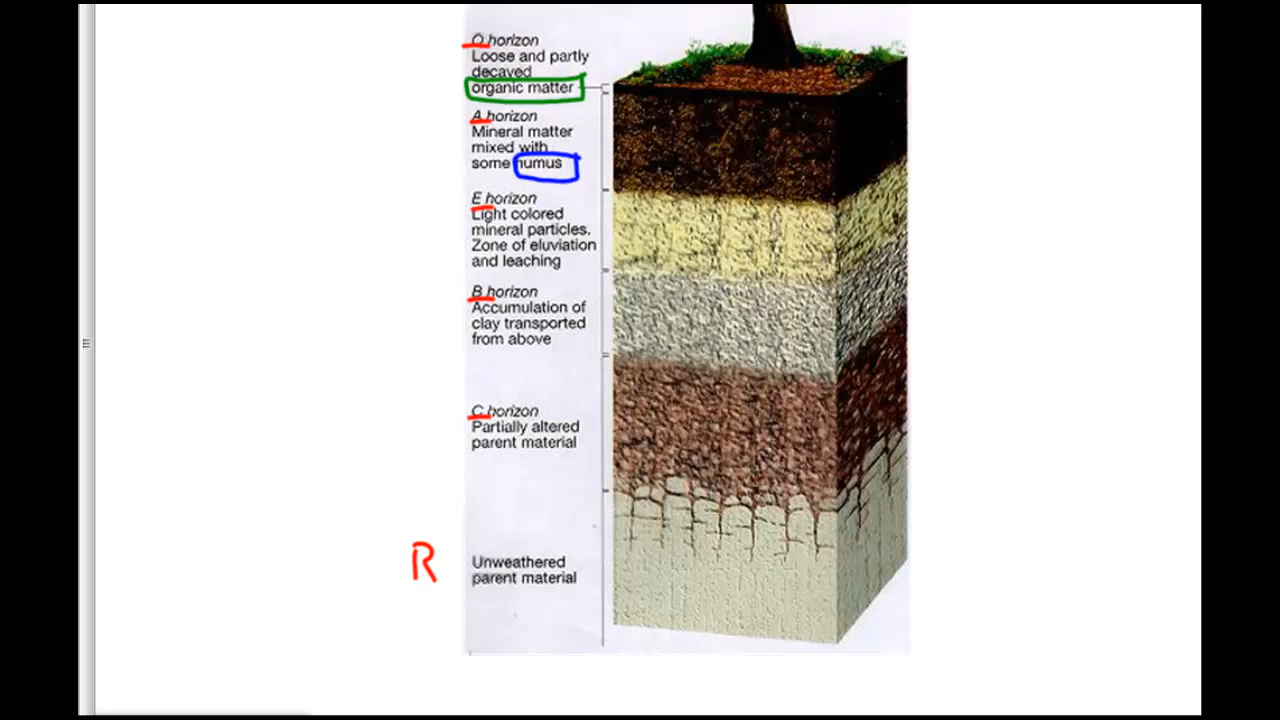 O horizon
Loose and partly
decayed
organic matter
A horizon
Mineral matter
mixed with
some humus
E horizon
Light colored
mineral particles.
Zone of eluviation
and leaching
B horizon
Accumulation of
clay transported
from above
C horizon
Partially altered
parent material
R
Unweathered
parent material